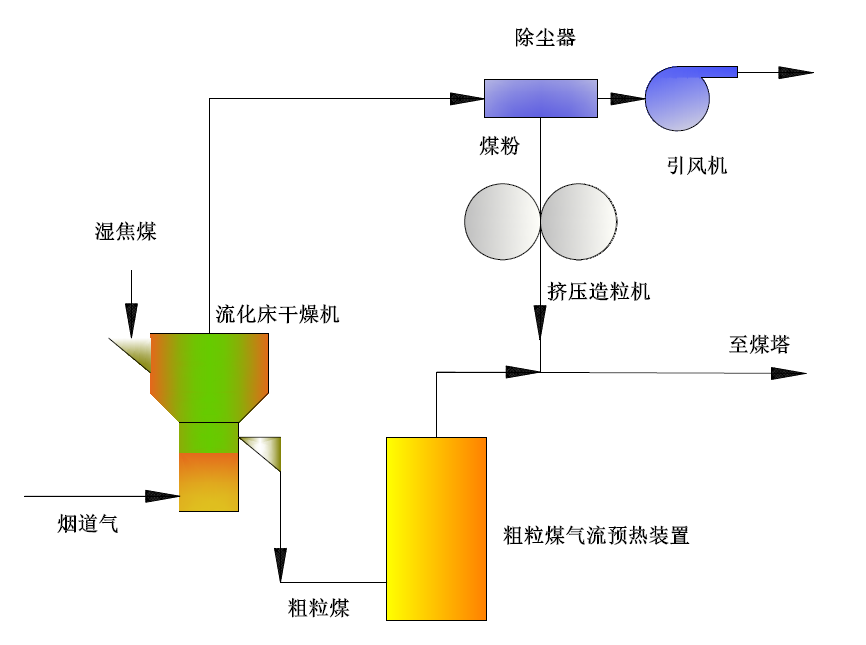 除尘器
煤粉
引风机
湿焦煤
挤压造粒机
流化床干燥机
至煤塔
烟道气
粗粒煤气流预热装置
粗粒煤